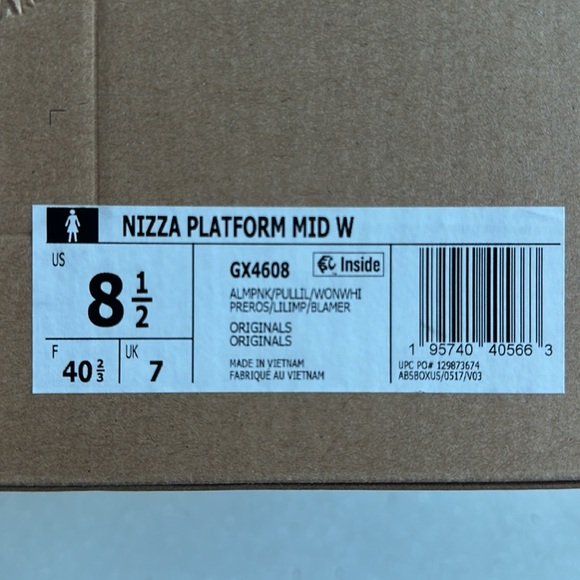 NIZZA PLATFORM MID W
US
8 1/2
F
40 2/3
UK
7
GX4608
Inside
ALMPNK/PULLIL/WONWHI
PREROS/LILIMP/BLAMER
ORIGINALS
ORIGINALS
MADE IN VIETNAM
FABRIQUÉ AU VIETNAM
1 95740 40566 3
UPC PO# 129873674
ABSBOXUS/0517/V03